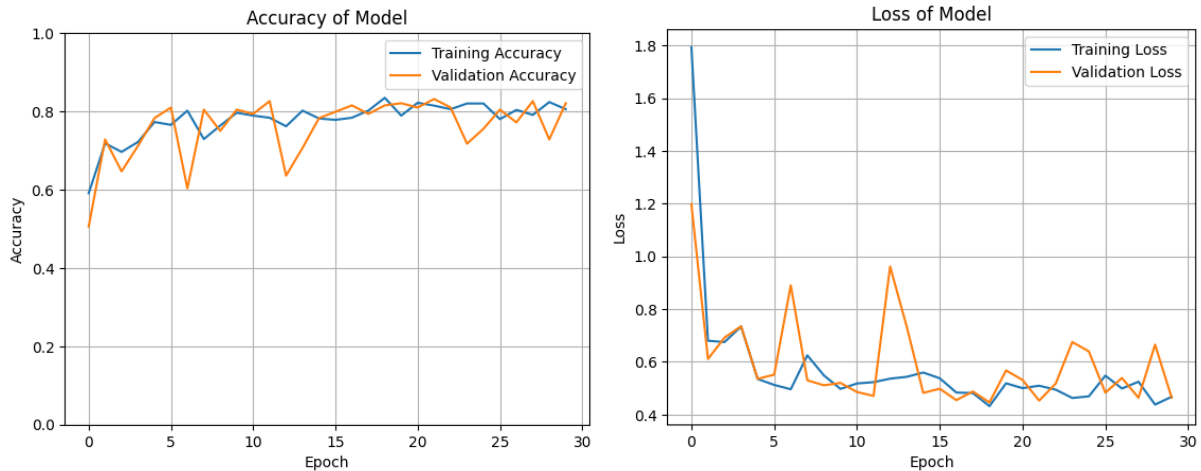 Accuracy of Model
1.0
0.8
0.6
0.4
0.2
0.0
Accuracy
Training Accuracy
Validation Accuracy
0 5 10 15 20 25 30
Epoch
Loss of Model
1.8
1.6
1.4
1.2
1.0
0.8
0.6
0.4
Loss
Training Loss
Validation Loss
0 5 10 15 20 25 30
Epoch